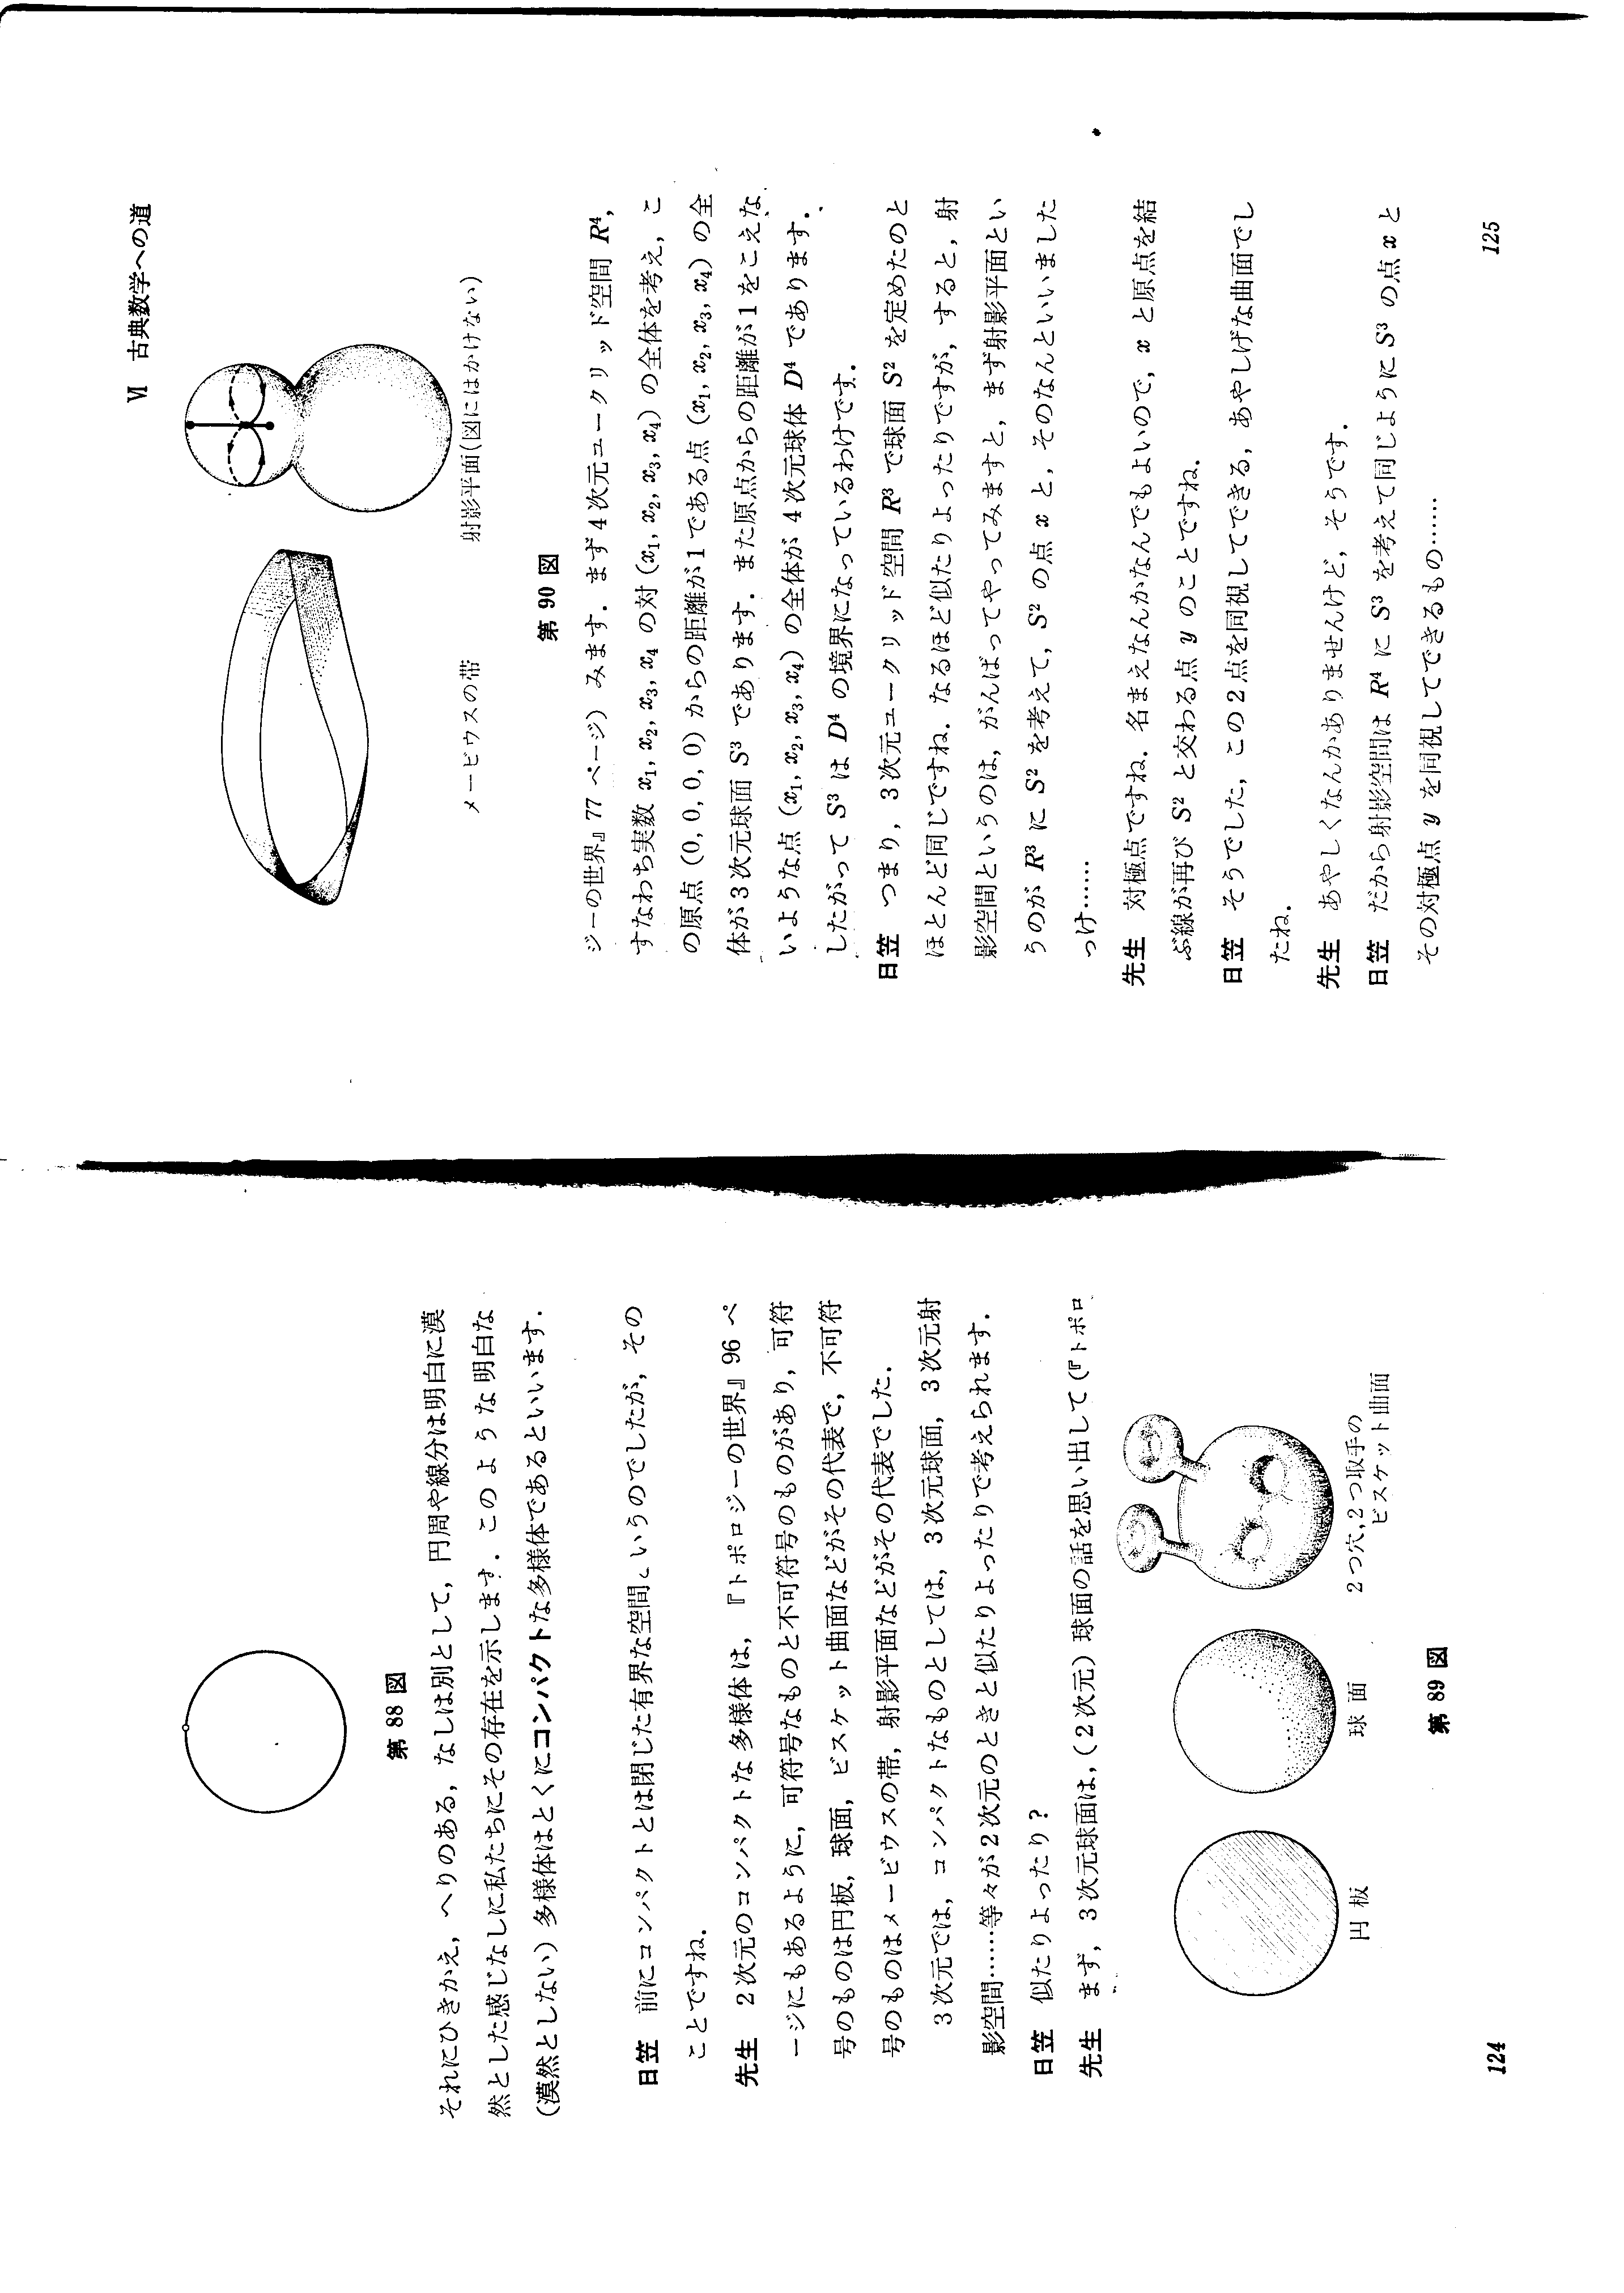 第 88 図
それにひきかえ，へりのある，なしは別として，円周や線分は明白に漠
然とした感じなしに私たちにその存在を示します．このような明白な
(漠然としない) 多様体はとくにコンパクトな多様体であるといいます．
日笠　前にコンパクトとは閉じた有界な空間〟というのでしたが，その
ことですね．
先生　2次元のコンパクトな多様体は，『トポロジーの世界』96 ペ
ージにもあるように，可符号なものと不可符号のものがあり，可符
号のものは円板，球面，ビスケット曲面などがその代表で，不可符
号のものはメービウスの帯，射影平面などがその代表でした．
3次元では，コンパクトなものとしては，3次元球面，3次元射
影空間……等々が2次元のときと似たりよったりで考えられます．
日笠　似たりよったり？
先生　まず，3次元球面は，(2次元) 球面の話を思い出して (『トポロ
円 板
球 面
2つ穴,2つ取手の
ビスケット曲面
第 89 図
124
Ⅵ　古典数学への道
メービウスの帯
射影平面(図にはかけない)
第 90 図
ジーの世界』77 ページ) みます．まず4次元ユークリッド空間 R⁴，
すなわち実数 x₁, x₂, x₃, x₄ の対 (x₁, x₂, x₃, x₄) の全体を考え，こ
の原点 (0, 0, 0, 0) からの距離が1である点 (x₁, x₂, x₃, x₄) の全
体が3次元球面 S³ であります．また原点からの距離が1をこえな
いような点 (x₁, x₂, x₃, x₄) の全体が4次元球体 D⁴ であります．
したがって S³ は D⁴ の境界になっているわけです．
日笠　つまり，3次元ユークリッド空間 R³ で球面 S² を定めたのと
ほとんど同じですね．なるほど似たりよったりですが，すると，射
影空間というのは，がんばってやってみますと，まず射影平面とい
うのが R³ に S² を考えて，S² の点 x と，そのなんといいました
っけ……
先生　対極点ですね．名まえなんかなんでもよいので，x と原点を結
ぶ線が再び S² と交わる点 y のことですね．
日笠　そうでした，この2点を同視してできる，あやしげな曲面でし
たね．
先生　あやしくなんかありませんけど，そうです．
日笠　だから射影空間は R⁴ に S³ を考えて同じように S³ の点 x と
その対極点 y を同視してできるもの……
125